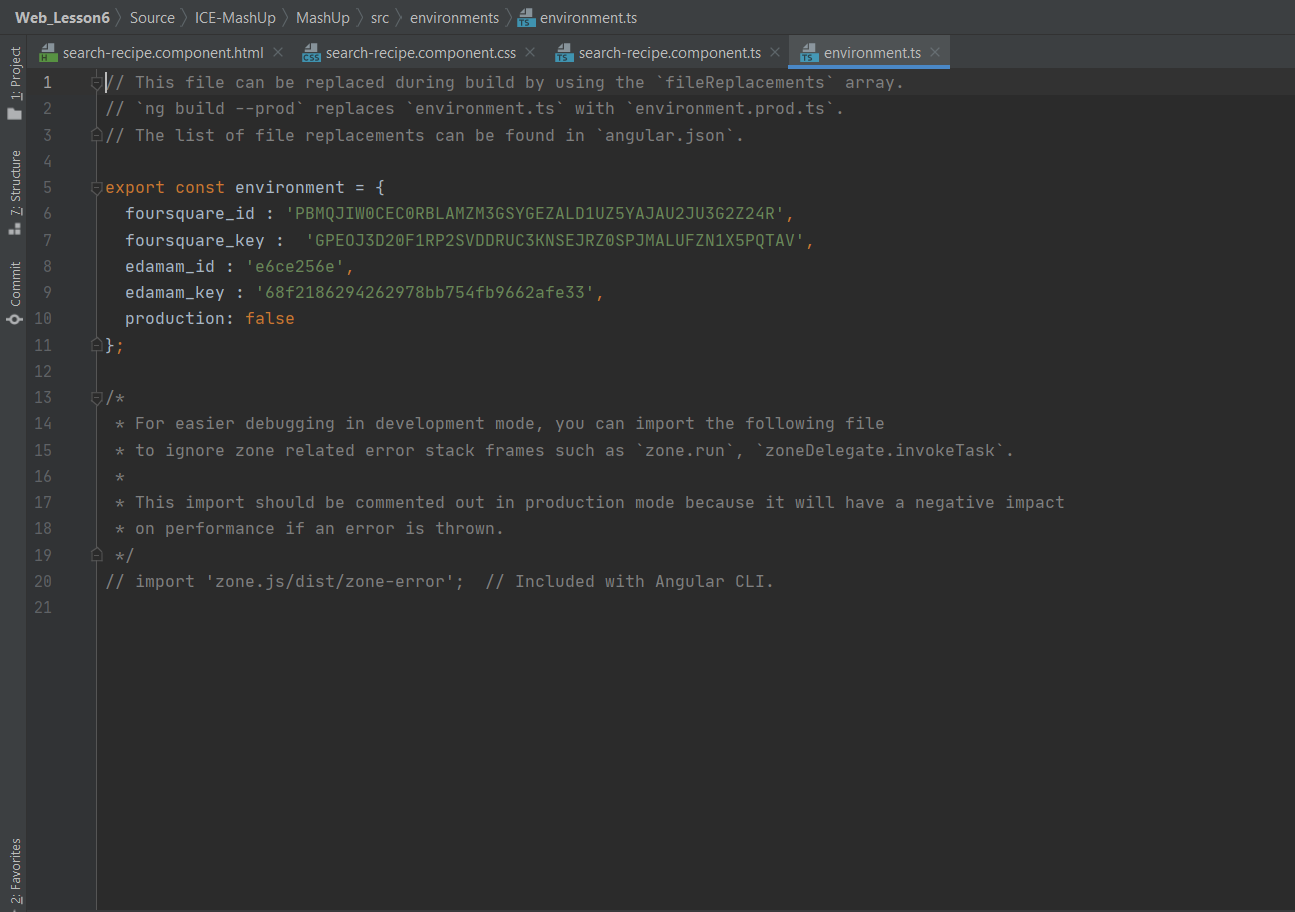 Web_Lesson6 Source ICE-MashUp MashUp src environments environment.ts
search-recipe.component.html search-recipe.component.css search-recipe.component.ts environment.ts
1: Project
7: Structure
Commit
2: Favorites
1 // This file can be replaced during build by using the `fileReplacements` array.
2 // `ng build --prod` replaces `environment.ts` with `environment.prod.ts`.
3 // The list of file replacements can be found in `angular.json`.
4
5 export const environment = {
6 foursquare_id : 'PBMQJIW0CEC0RBLAMZM3GSYGEZALD1UZ5YAJAU2JU3G2Z24R',
7 foursquare_key :  'GPEOJ3D20F1RP2SVDDRUC3KNSEJRZ0SPJMALUFZN1X5PQTAV',
8 edamam_id : 'e6ce256e',
9 edamam_key : '68f2186294262978bb754fb9662afe33',
10 production: false
11 };
12
13 /*
14 * For easier debugging in development mode, you can import the following file
15 * to ignore zone related error stack frames such as `zone.run`, `zoneDelegate.invokeTask`.
16 *
17 * This import should be commented out in production mode because it will have a negative impact
18 * on performance if an error is thrown.
19 */
20 // import 'zone.js/dist/zone-error';  // Included with Angular CLI.
21